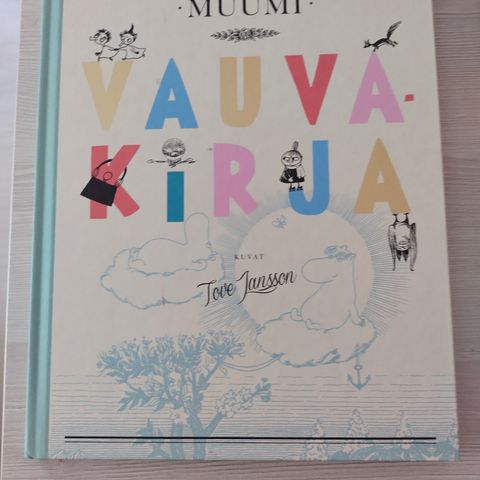 · MUUMI ·
VAUVA-
KIRJA
KUVAT
Tove Jansson